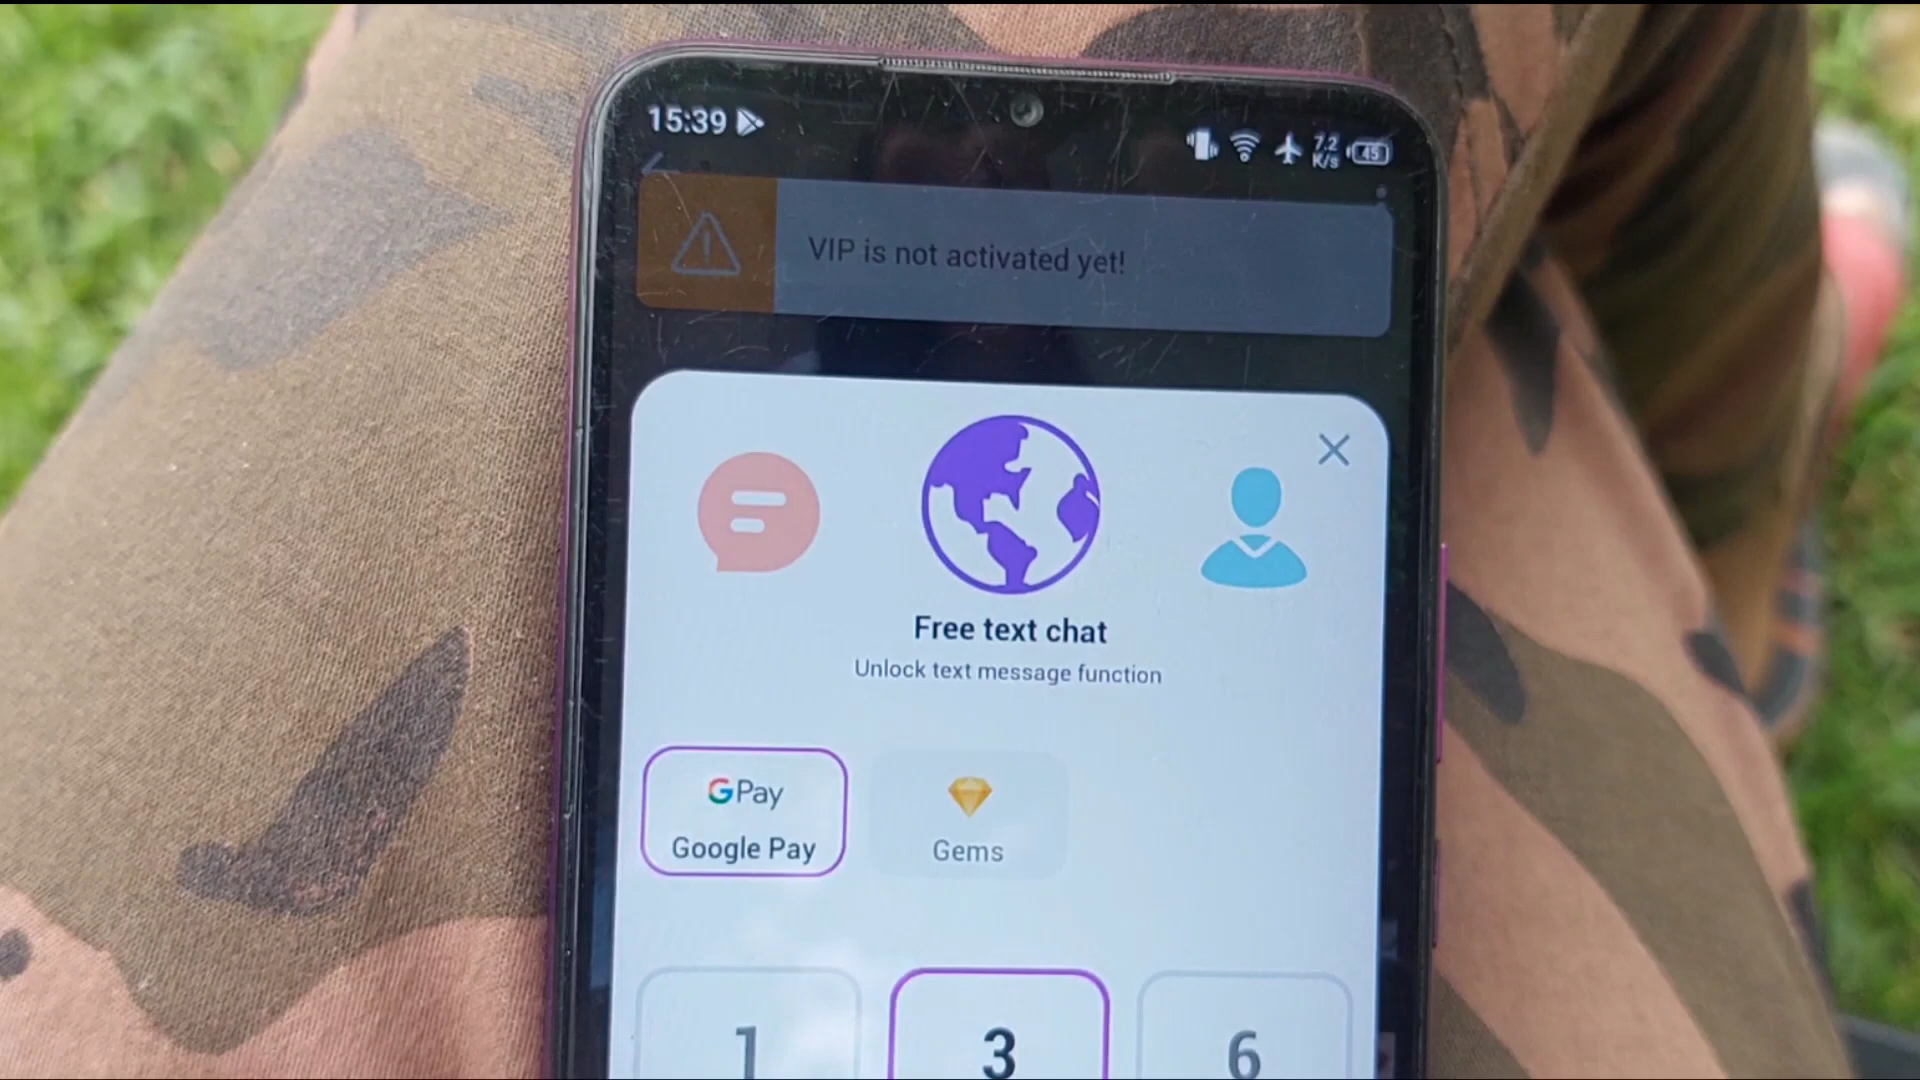 15:39
7.2
K/s
45
VIP is not activated yet!
Free text chat
Unlock text message function
G Pay
Google Pay
Gems
1
3
6